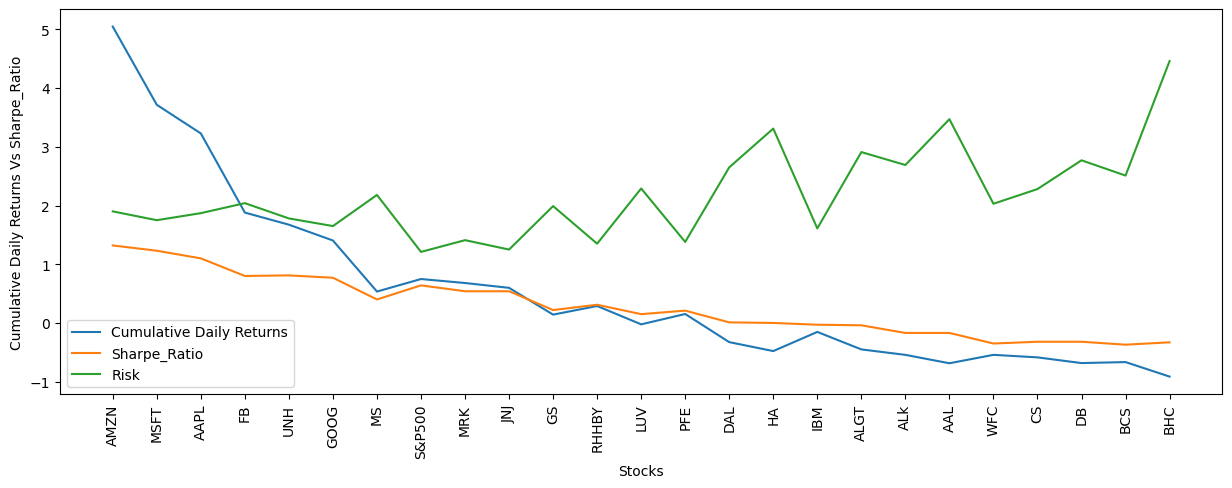 Cumulative Daily Returns Vs Sharpe_Ratio
5
4
3
2
1
0
−1
Cumulative Daily Returns
Sharpe_Ratio
Risk
AMZN
MSFT
AAPL
FB
UNH
GOOG
MS
S&P500
MRK
JNJ
GS
RHHBY
LUV
PFE
DAL
HA
IBM
ALGT
ALk
AAL
WFC
CS
DB
BCS
BHC
Stocks